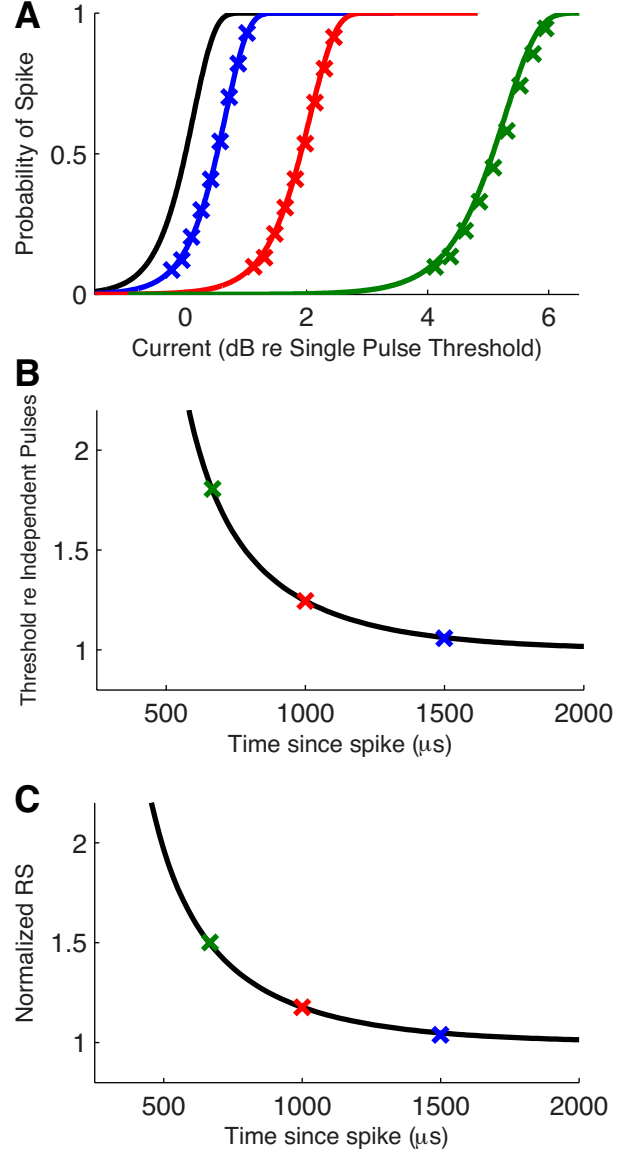 A
Probability of Spike
1
0.5
0
0 2 4 6
Current (dB re Single Pulse Threshold)
B
Threshold re Independent Pulses
2
1.5
1
500 1000 1500 2000
Time since spike (μs)
C
Normalized RS
2
1.5
1
500 1000 1500 2000
Time since spike (μs)